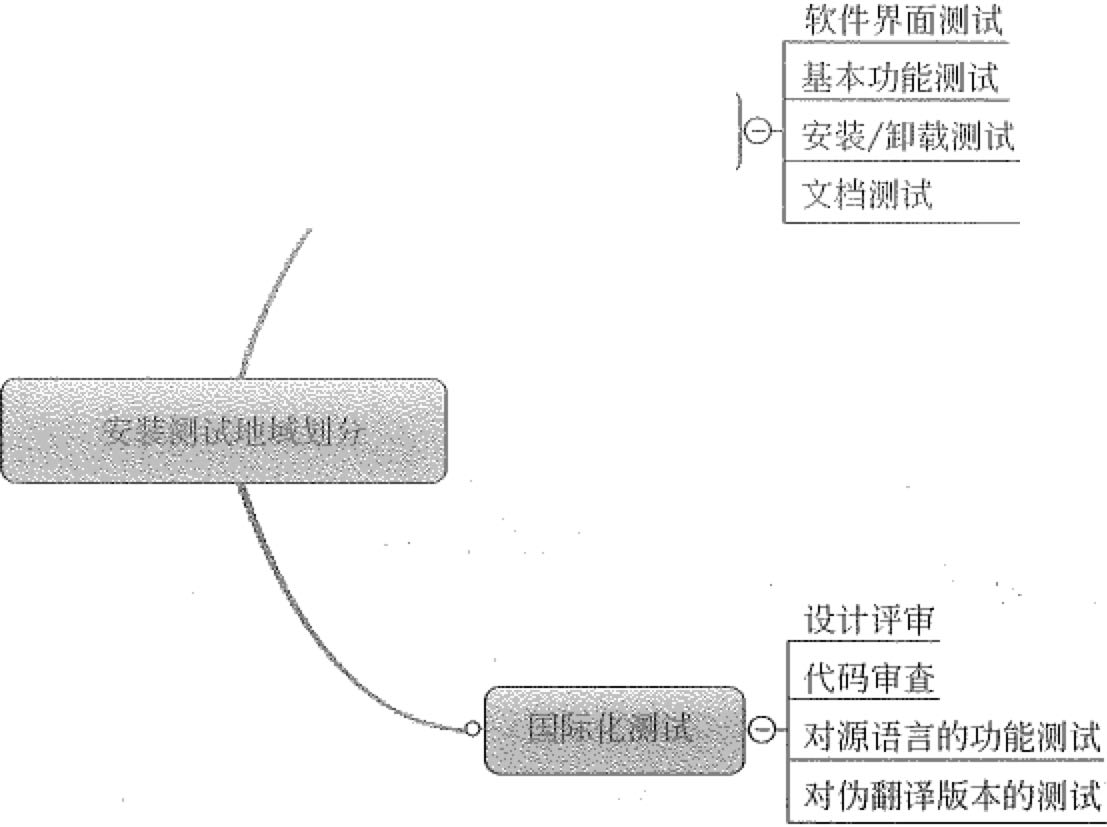 软件界面测试
基本功能测试
安装/卸载测试
文档测试
安装测试地域划分
国际化测试
设计评审
代码审查
对源语言的功能测试
对伪翻译版本的测试